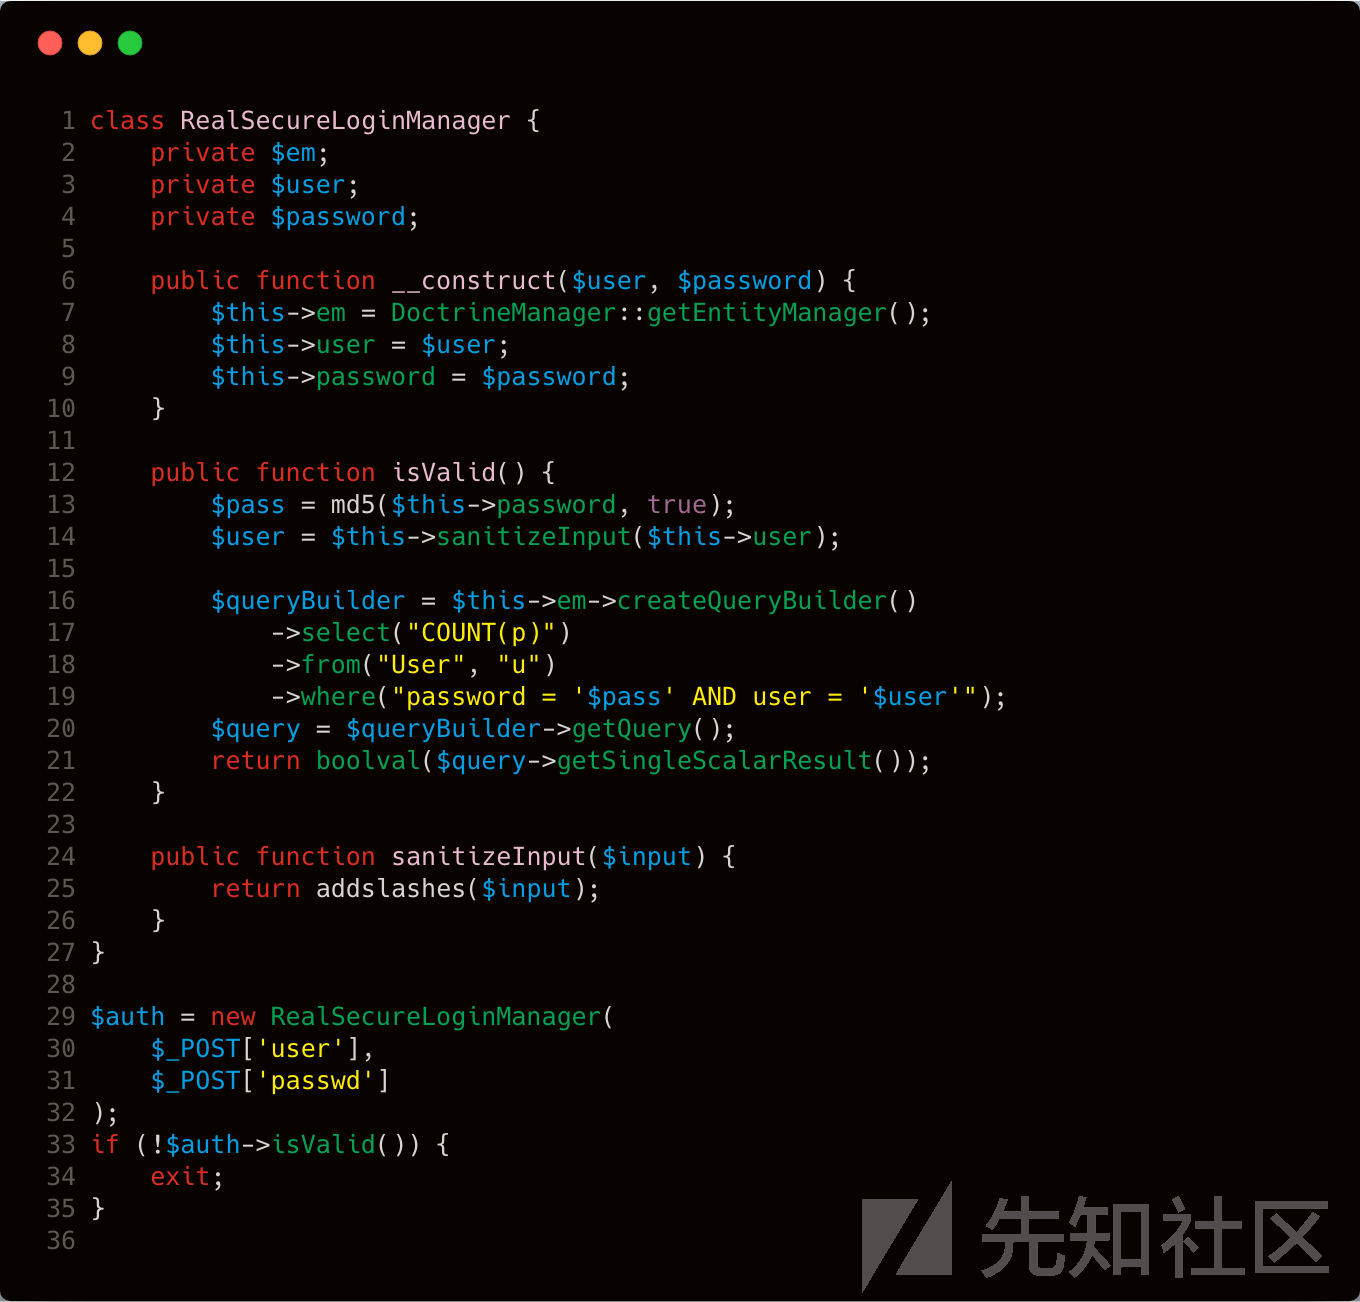 1 class RealSecureLoginManager {
2     private $em;
3     private $user;
4     private $password;
5
6     public function __construct($user, $password) {
7         $this->em = DoctrineManager::getEntityManager();
8         $this->user = $user;
9         $this->password = $password;
10     }
11
12     public function isValid() {
13         $pass = md5($this->password, true);
14         $user = $this->sanitizeInput($this->user);
15
16         $queryBuilder = $this->em->createQueryBuilder()
17             ->select("COUNT(p)")
18             ->from("User", "u")
19             ->where("password = '$pass' AND user = '$user'");
20         $query = $queryBuilder->getQuery();
21         return boolval($query->getSingleScalarResult());
22     }
23
24     public function sanitizeInput($input) {
25         return addslashes($input);
26     }
27 }
28
29 $auth = new RealSecureLoginManager(
30     $_POST['user'],
31     $_POST['passwd']
32 );
33 if (!$auth->isValid()) {
34     exit;
35 }
36
先知社区